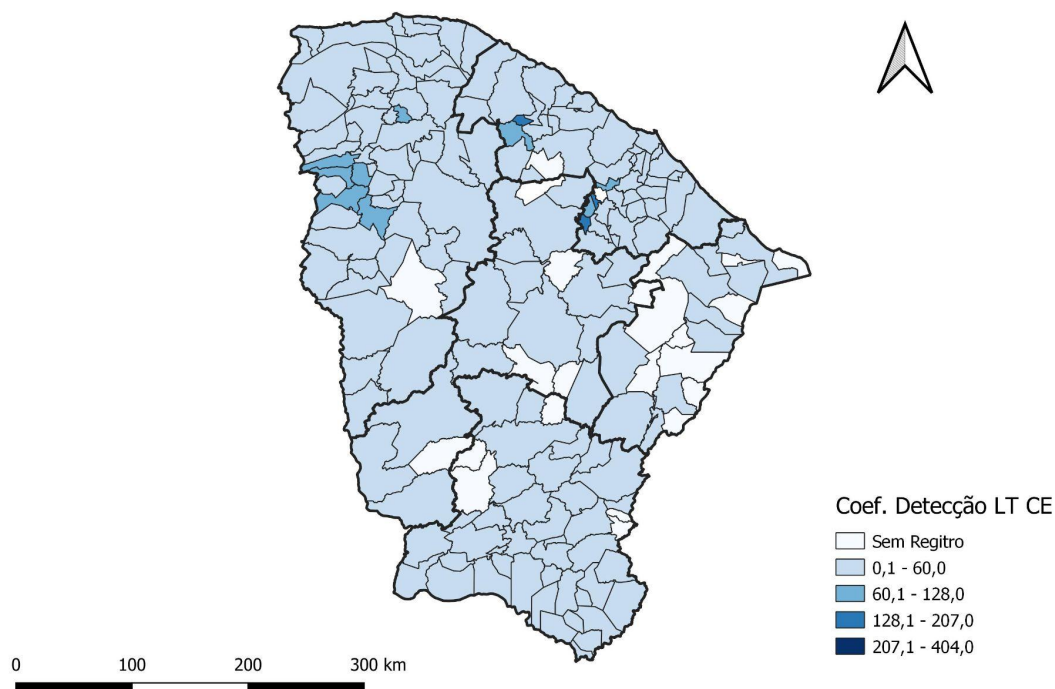 Coef. Detecção LT CE
Sem Regitro
0,1 - 60,0
60,1 - 128,0
128,1 - 207,0
207,1 - 404,0
0 100 200 300 km